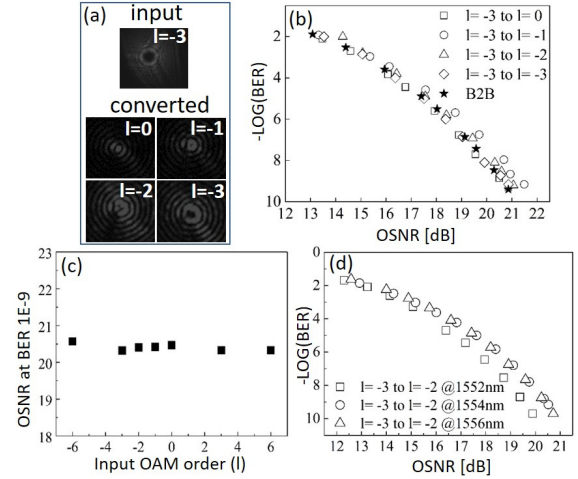 (a)
input
l=-3
converted
l=0
l=-1
l=-2
l=-3
(b)
-LOG(BER)
2
4
6
8
10
l= -3 to l= 0
l= -3 to l= -1
l= -3 to l= -2
l= -3 to l= -3
B2B
12 13 14 15 16 17 18 19 20 21 22
OSNR [dB]
(c)
OSNR at BER 1E-9
23
22
21
20
19
18
-6 -4 -2 0 2 4 6
Input OAM order (l)
(d)
-LOG(BER)
0
2
4
6
8
10
l= -3 to l= -2 @1552nm
l= -3 to l= -2 @1554nm
l= -3 to l= -2 @1556nm
12 13 14 15 16 17 18 19 20 21
OSNR [dB]